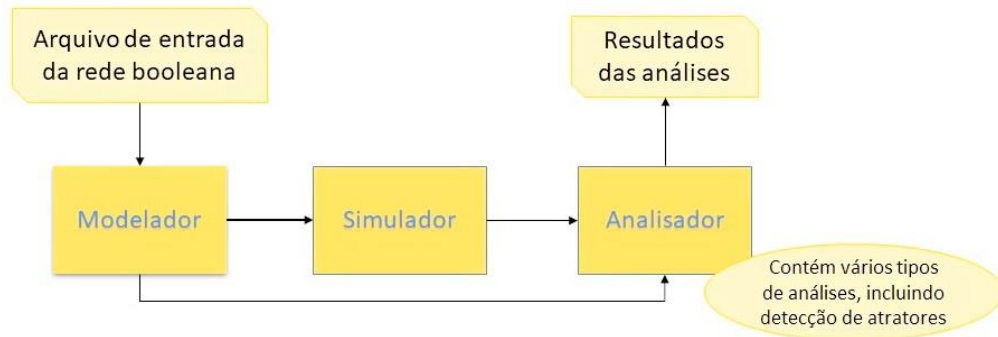 Arquivo de entrada
da rede booleana
Resultados
das análises
Modelador
Simulador
Analisador
Contém vários tipos
de análises, incluindo
detecção de atratores